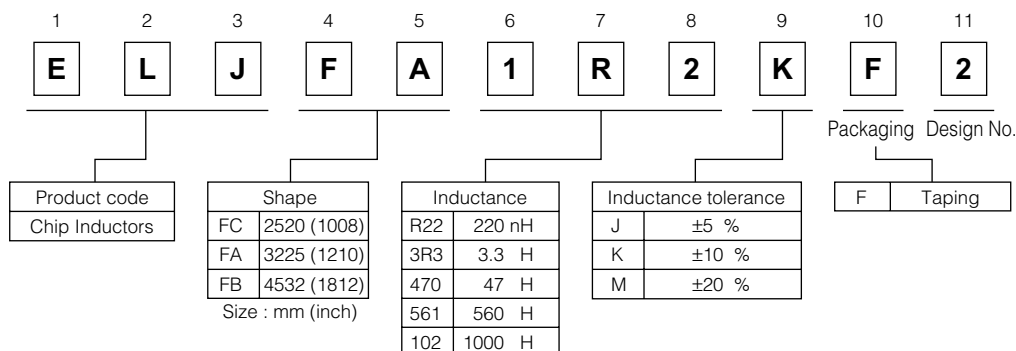 1 2 3 4 5 6 7 8 9 10 11
E L J F A 1 R 2 K F 2
Packaging Design No.
Product code
Chip Inductors
Shape
FC 2520 (1008)
FA 3225 (1210)
FB 4532 (1812)
Size : mm (inch)
Inductance
R22 220 nH
3R3 3.3 H
470 47 H
561 560 H
102 1000 H
Inductance tolerance
J ±5 %
K ±10 %
M ±20 %
F Taping